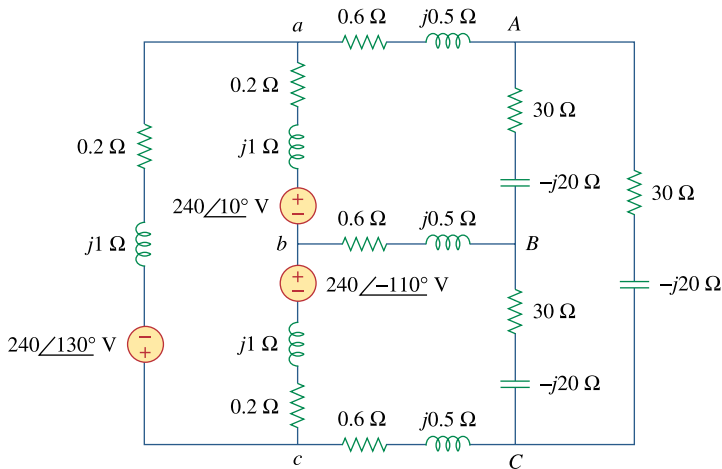 a
0.6 Ω
j0.5 Ω
A
0.2 Ω
30 Ω
0.2 Ω
j1 Ω
−j20 Ω
30 Ω
240∠10° V
0.6 Ω
j0.5 Ω
j1 Ω
b
B
240∠−110° V
−j20 Ω
30 Ω
240∠130° V
j1 Ω
−j20 Ω
0.2 Ω
0.6 Ω
j0.5 Ω
c
C
+
−
+
−
−
+